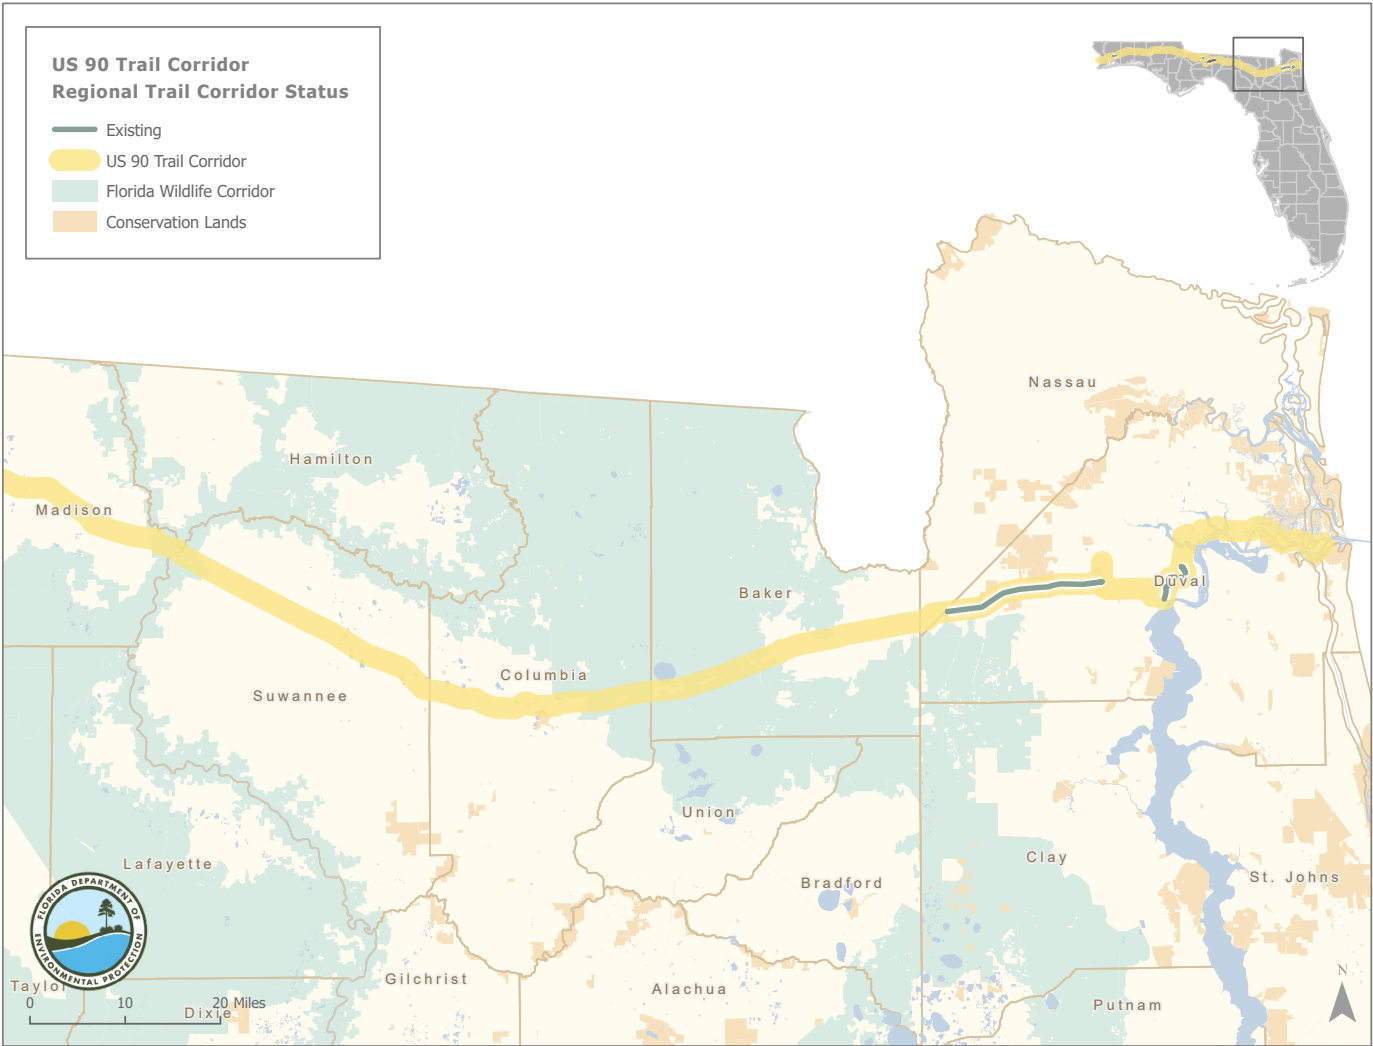 US 90 Trail Corridor
Regional Trail Corridor Status
Existing
US 90 Trail Corridor
Florida Wildlife Corridor
Conservation Lands
Nassau
Hamilton
Madison
Baker
Duval
Columbia
Suwannee
Union
Lafayette
Clay
Bradford
St. Johns
FLORIDA DEPARTMENT OF
ENVIRONMENTAL PROTECTION
Gilchrist
Taylor
Alachua
Putnam
Dixie
0 10 20 Miles
N